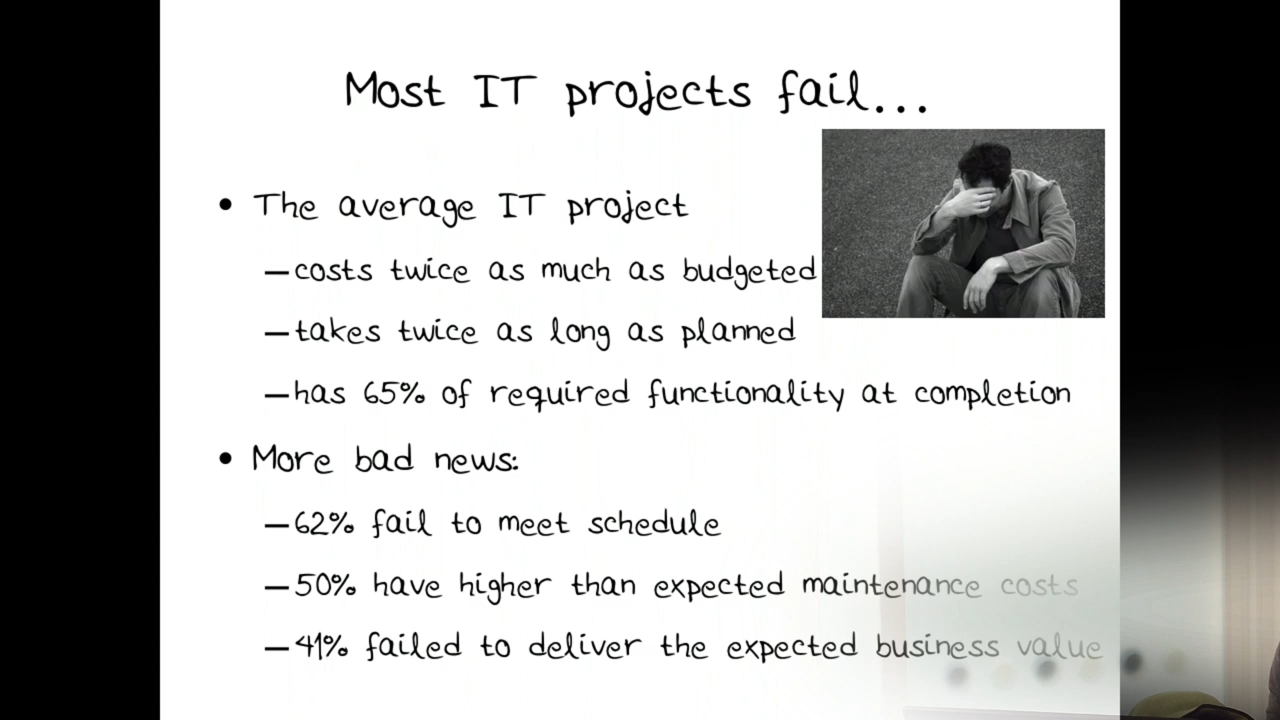 Most IT projects fail...
• The average IT project
—costs twice as much as budgeted
—takes twice as long as planned
—has 65% of required functionality at completion
• More bad news:
—62% fail to meet schedule
—50% have higher than expected maintenance costs
—41% failed to deliver the expected business value